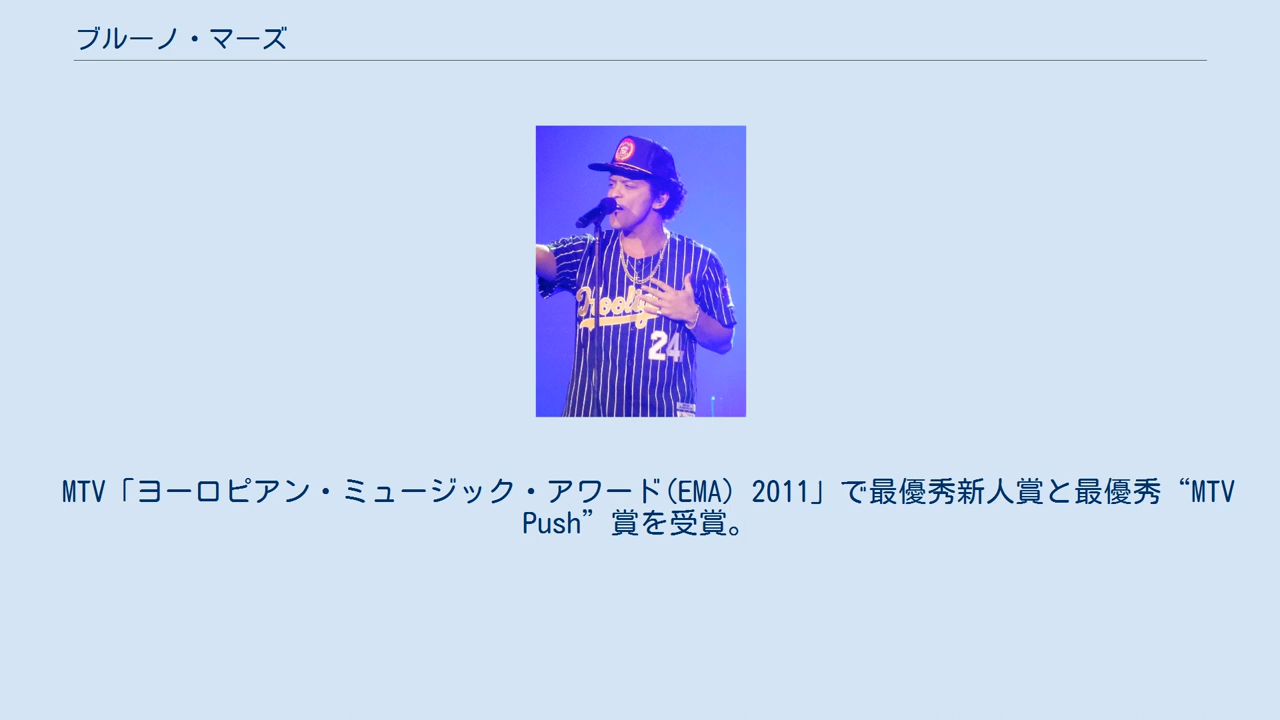 ブルーノ・マーズ
Brooklyn
24
MTV「ヨーロピアン・ミュージック・アワード(EMA) 2011」で最優秀新人賞と最優秀“MTV
Push”賞を受賞。